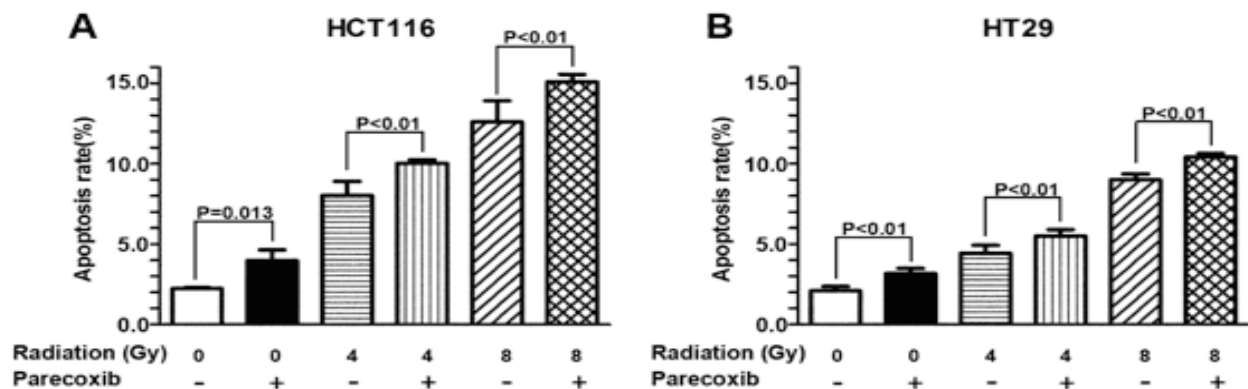 A HCT116
P<0.01
15.0
P<0.01
10.0
P=0.013
5.0
0.0
Apoptosis rate(%)
Radiation (Gy) 0 0 4 4 8 8
Parecoxib - + - + - +
B HT29
15.0
P<0.01
10.0
P<0.01
P<0.01
5.0
0.0
Apoptosis rate(%)
Radiation (Gy) 0 0 4 4 8 8
Parecoxib - + - + - +